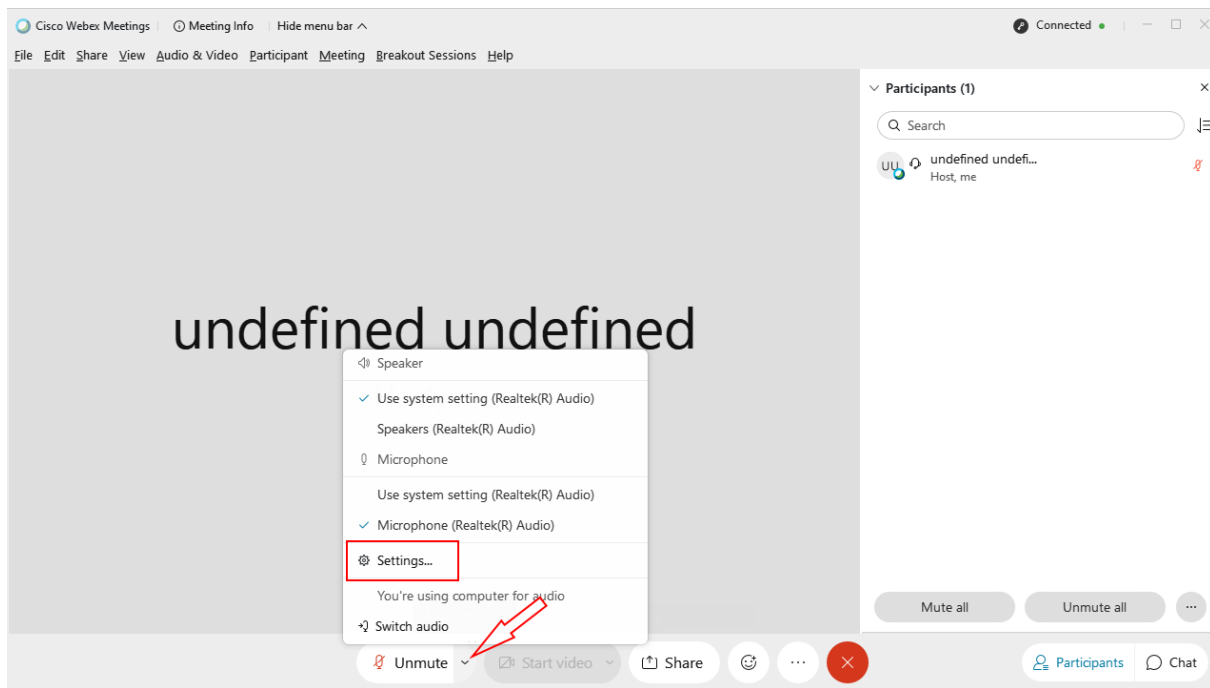 Cisco Webex Meetings Meeting Info Hide menu bar Connected
File Edit Share View Audio & Video Participant Meeting Breakout Sessions Help
Participants (1)
Search
UU undefined undefi...
Host, me
undefined undefined
Speaker
Use system setting (Realtek(R) Audio)
Speakers (Realtek(R) Audio)
Microphone
Use system setting (Realtek(R) Audio)
Microphone (Realtek(R) Audio)
Settings...
You're using computer for audio
Switch audio
Mute all Unmute all ...
Unmute Start video Share ... Participants Chat